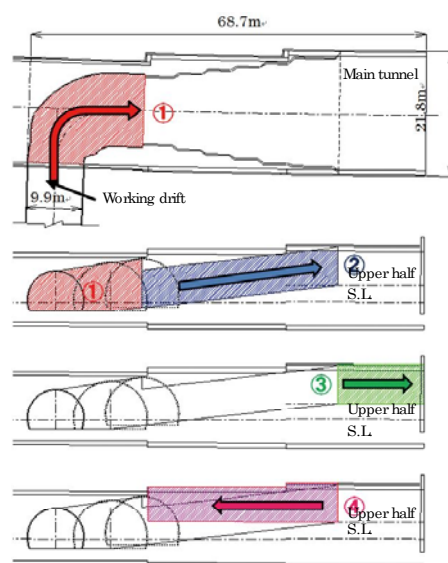 68.7m
Main tunnel
①
21.8m
9.9m
Working drift
①
②
Upper half
S.L
③
Upper half
S.L
④
Upper half
S.L